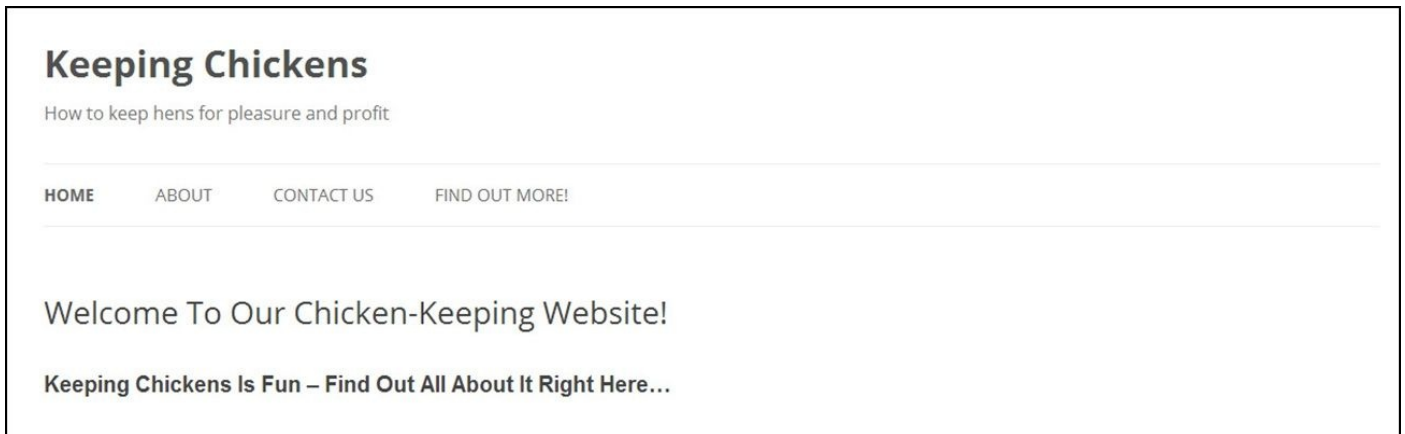 Keeping Chickens
How to keep hens for pleasure and profit
HOME ABOUT CONTACT US FIND OUT MORE!
Welcome To Our Chicken-Keeping Website!
Keeping Chickens Is Fun – Find Out All About It Right Here…